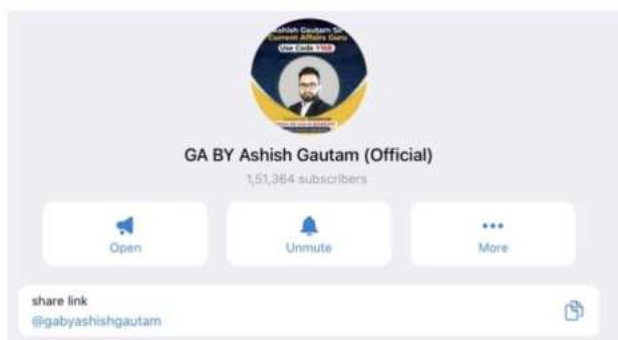 Ashish Gautam Sir
Current Affairs Guru
Use Code Y168
GA BY Ashish Gautam (Official)
1,51,364 subscribers
Open
Unmute
More
share link
@gabyashishgautam